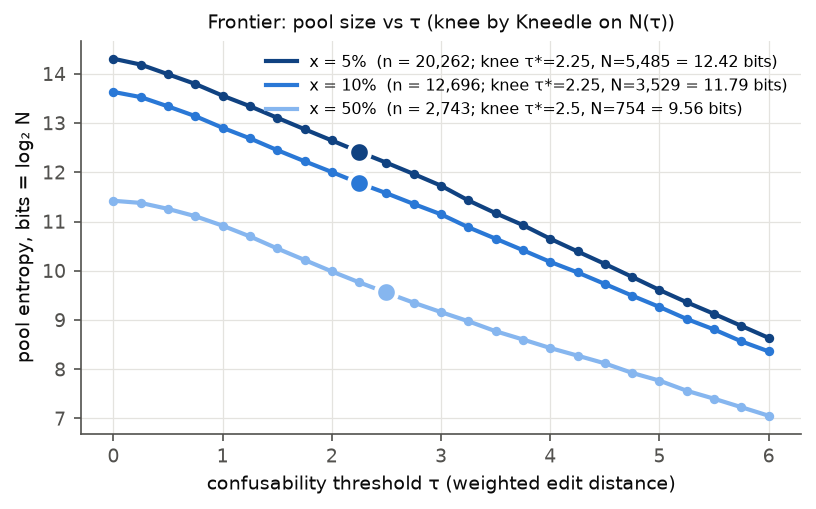 Frontier: pool size vs τ (knee by Kneedle on N(τ))
x = 5%  (n = 20,262; knee τ*=2.25, N=5,485 = 12.42 bits)
x = 10%  (n = 12,696; knee τ*=2.25, N=3,529 = 11.79 bits)
x = 50%  (n = 2,743; knee τ*=2.5, N=754 = 9.56 bits)
pool entropy, bits = log₂ N
14
13
12
11
10
9
8
7
0 1 2 3 4 5 6
confusability threshold τ (weighted edit distance)